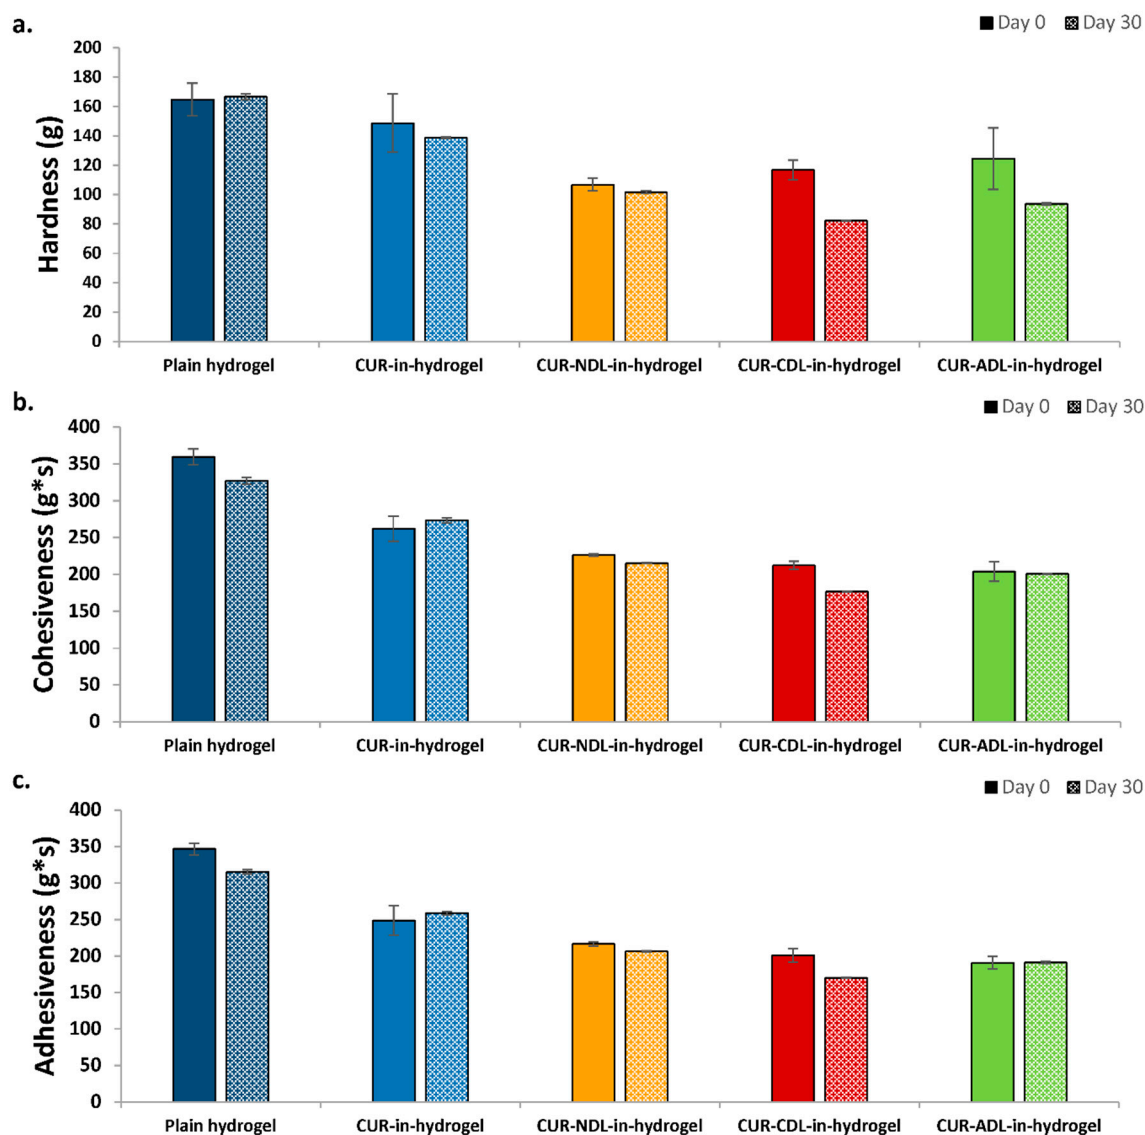 a.
Day 0 Day 30
Hardness (g)
200
180
160
140
120
100
80
60
40
20
0
Plain hydrogel CUR-in-hydrogel CUR-NDL-in-hydrogel CUR-CDL-in-hydrogel CUR-ADL-in-hydrogel
b.
Day 0 Day 30
Cohesiveness (g*s)
400
350
300
250
200
150
100
50
0
Plain hydrogel CUR-in-hydrogel CUR-NDL-in-hydrogel CUR-CDL-in-hydrogel CUR-ADL-in-hydrogel
c.
Day 0 Day 30
Adhesiveness (g*s)
400
350
300
250
200
150
100
50
0
Plain hydrogel CUR-in-hydrogel CUR-NDL-in-hydrogel CUR-CDL-in-hydrogel CUR-ADL-in-hydrogel